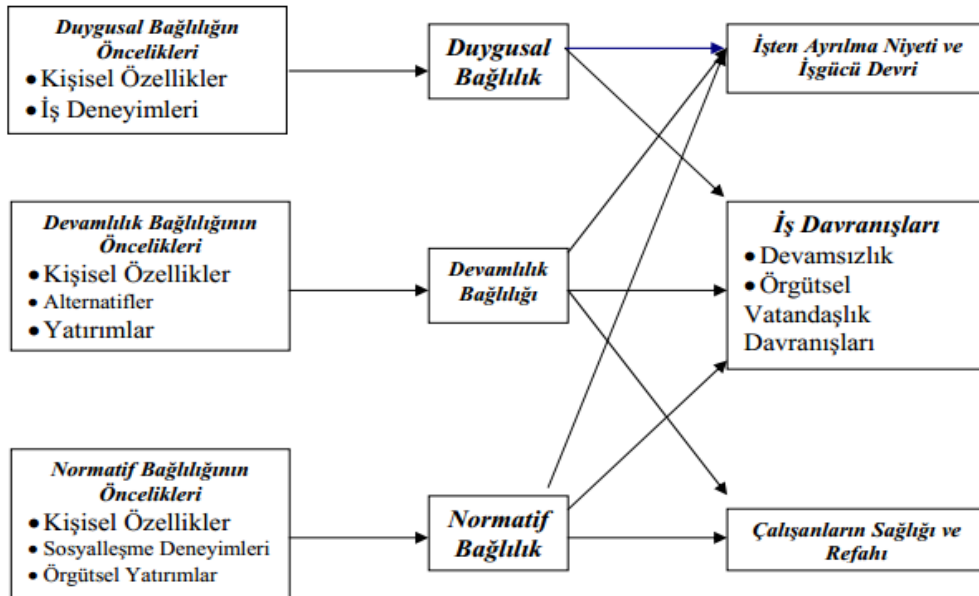 Duygusal Bağlılığın
Öncelikleri
• Kişisel Özellikler
• İş Deneyimleri
Duygusal
Bağlılık
İşten Ayrılma Niyeti ve
İşgücü Devri
Devamlılık Bağlılığının
Öncelikleri
• Kişisel Özellikler
• Alternatifler
• Yatırımlar
Devamlılık
Bağlılığı
İş Davranışları
• Devamsızlık
• Örgütsel
Vatandaşlık
Davranışları
Normatif Bağlılığının
Öncelikleri
• Kişisel Özellikler
• Sosyalleşme Deneyimleri
• Örgütsel Yatırımlar
Normatif
Bağlılık
Çalışanların Sağlığı ve
Refahı